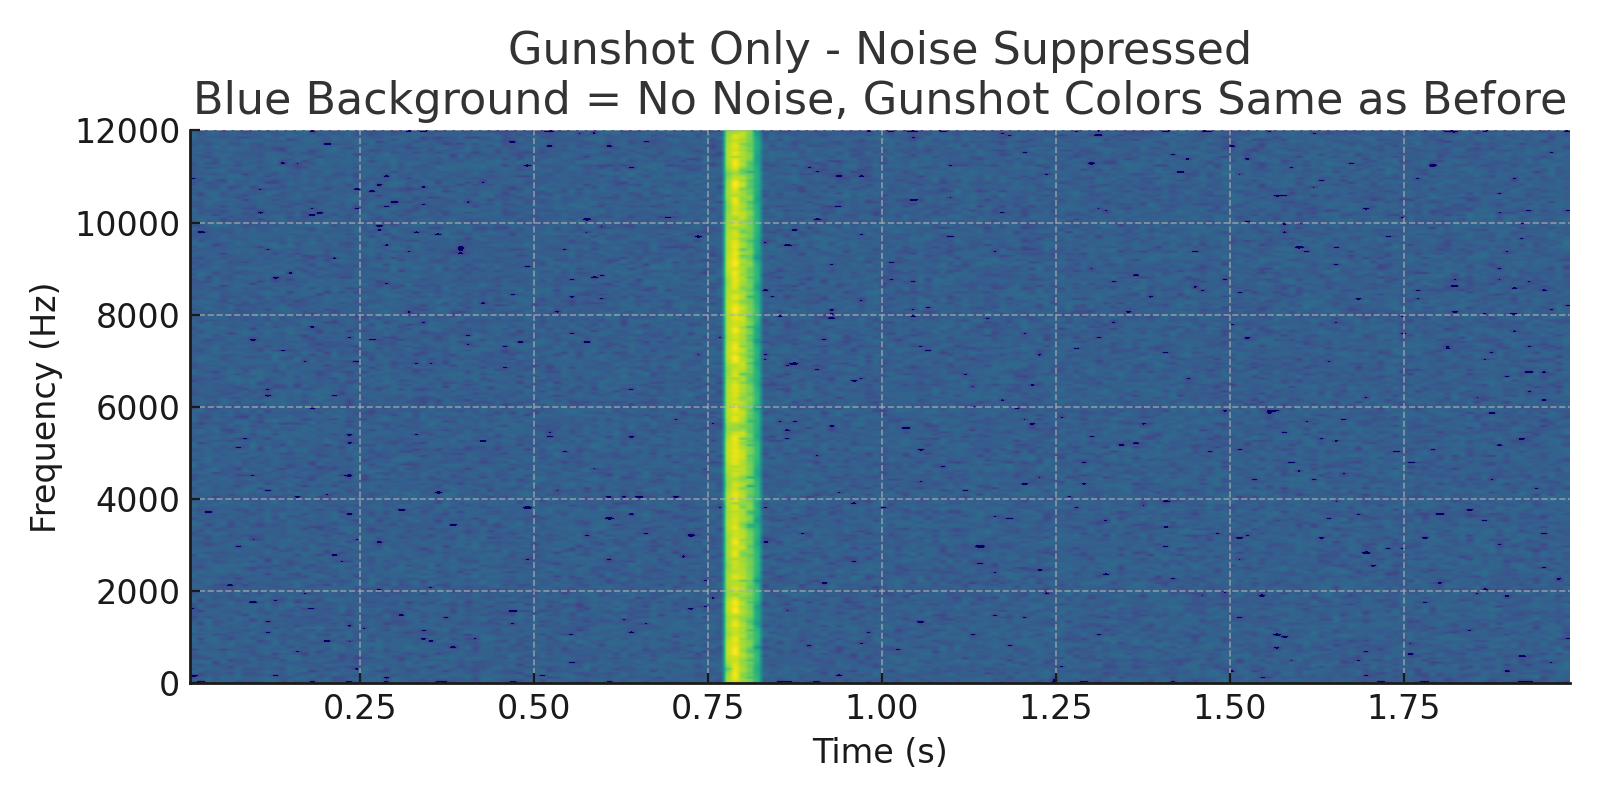 Gunshot Only - Noise Suppressed
Blue Background = No Noise, Gunshot Colors Same as Before
12000
10000
8000
6000
4000
2000
0
Frequency (Hz)
0.25 0.50 0.75 1.00 1.25 1.50 1.75
Time (s)